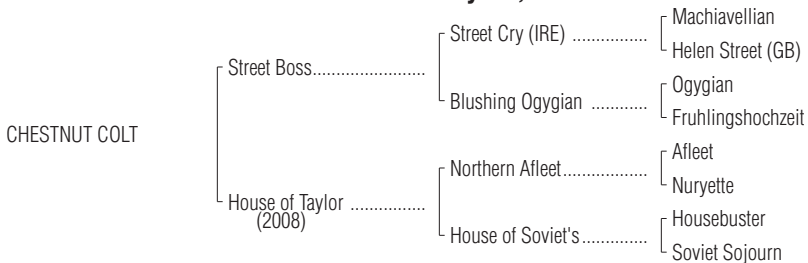 Machiavellian
Street Cry (IRE) ................
Helen Street (GB)
Street Boss.......................
Ogygian
Blushing Ogygian ............
Fruhlingshochzeit
CHESTNUT COLT
Afleet
Northern Afleet..................
Nuryette
House of Taylor ................
(2008)
Housebuster
House of Soviet's..............
Soviet Sojourn